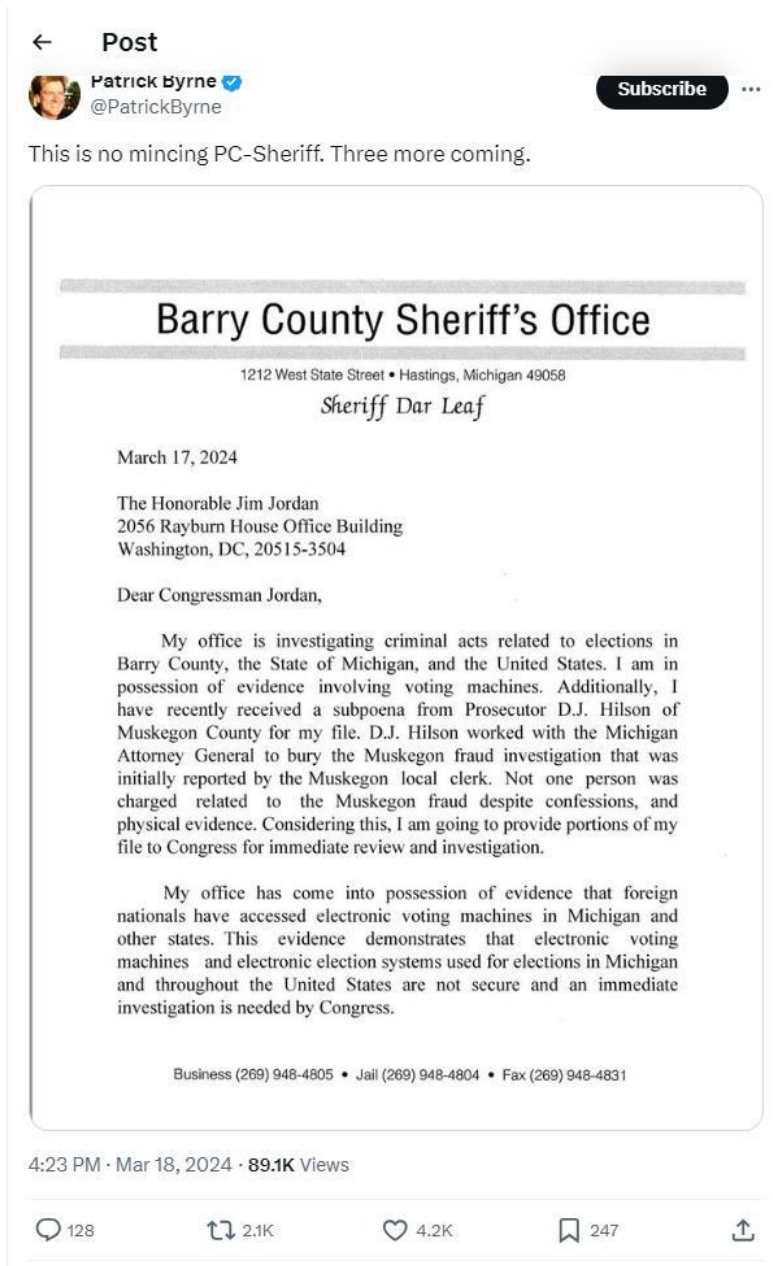 Post
Patrick Byrne
@PatrickByrne
Subscribe
This is no mincing PC-Sheriff. Three more coming.
Barry County Sheriff's Office
1212 West State Street • Hastings, Michigan 49058
Sheriff Dar Leaf
March 17, 2024
The Honorable Jim Jordan
2056 Rayburn House Office Building
Washington, DC, 20515-3504
Dear Congressman Jordan,
My office is investigating criminal acts related to elections in
Barry County, the State of Michigan, and the United States. I am in
possession of evidence involving voting machines. Additionally, I
have recently received a subpoena from Prosecutor D.J. Hilson of
Muskegon County for my file. D.J. Hilson worked with the Michigan
Attorney General to bury the Muskegon fraud investigation that was
initially reported by the Muskegon local clerk. Not one person was
charged related to the Muskegon fraud despite confessions, and
physical evidence. Considering this, I am going to provide portions of my
file to Congress for immediate review and investigation.
My office has come into possession of evidence that foreign
nationals have accessed electronic voting machines in Michigan and
other states. This evidence demonstrates that electronic voting
machines and electronic election systems used for elections in Michigan
and throughout the United States are not secure and an immediate
investigation is needed by Congress.
Business (269) 948-4805 • Jail (269) 948-4804 • Fax (269) 948-4831
4:23 PM · Mar 18, 2024 · 89.1K Views
128 2.1K 4.2K 247